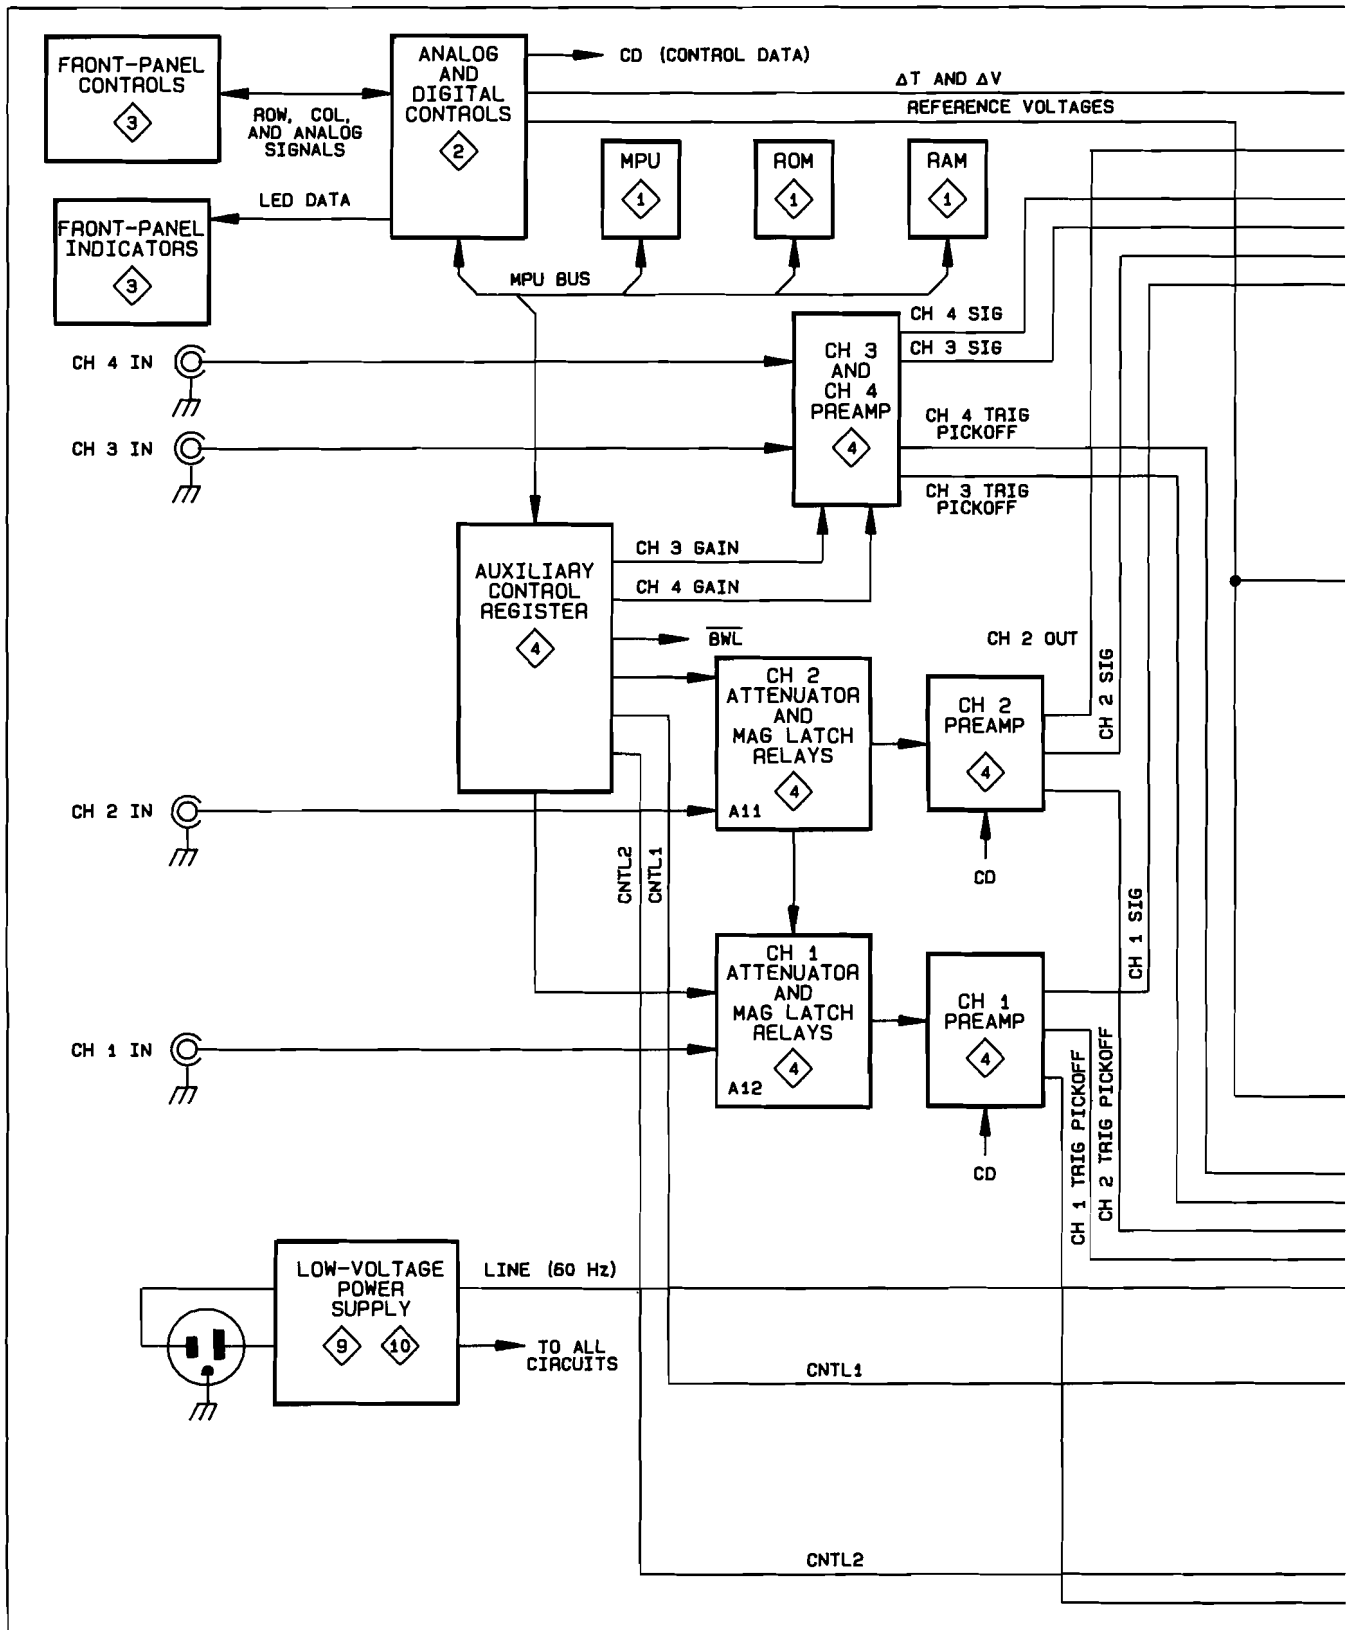 FRONT-PANEL
CONTROLS
3
ROW, COL,
AND ANALOG
SIGNALS
ANALOG
AND
DIGITAL
CONTROLS
2
CD (CONTROL DATA)
ΔT AND ΔV
REFERENCE VOLTAGES
MPU
1
ROM
1
RAM
1
LED DATA
FRONT-PANEL
INDICATORS
3
MPU BUS
CH 4 IN
CH 3 IN
CH 3
AND
CH 4
PREAMP
4
CH 4 SIG
CH 3 SIG
CH 4 TRIG
PICKOFF
CH 3 TRIG
PICKOFF
AUXILIARY
CONTROL
REGISTER
4
CH 3 GAIN
CH 4 GAIN
B̅W̅L̅
CH 2 OUT
CH 2 SIG
CH 2
ATTENUATOR
AND
MAG LATCH
RELAYS
4
A11
CH 2
PREAMP
4
CD
CH 2 IN
CNTL2
CNTL1
CH 1 SIG
CH 1
ATTENUATOR
AND
MAG LATCH
RELAYS
4
A12
CH 1
PREAMP
4
CD
CH 1 IN
CH 1 TRIG PICKOFF
CH 2 TRIG PICKOFF
LOW-VOLTAGE
POWER
SUPPLY
9
10
LINE (60 Hz)
TO ALL
CIRCUITS
CNTL1
CNTL2